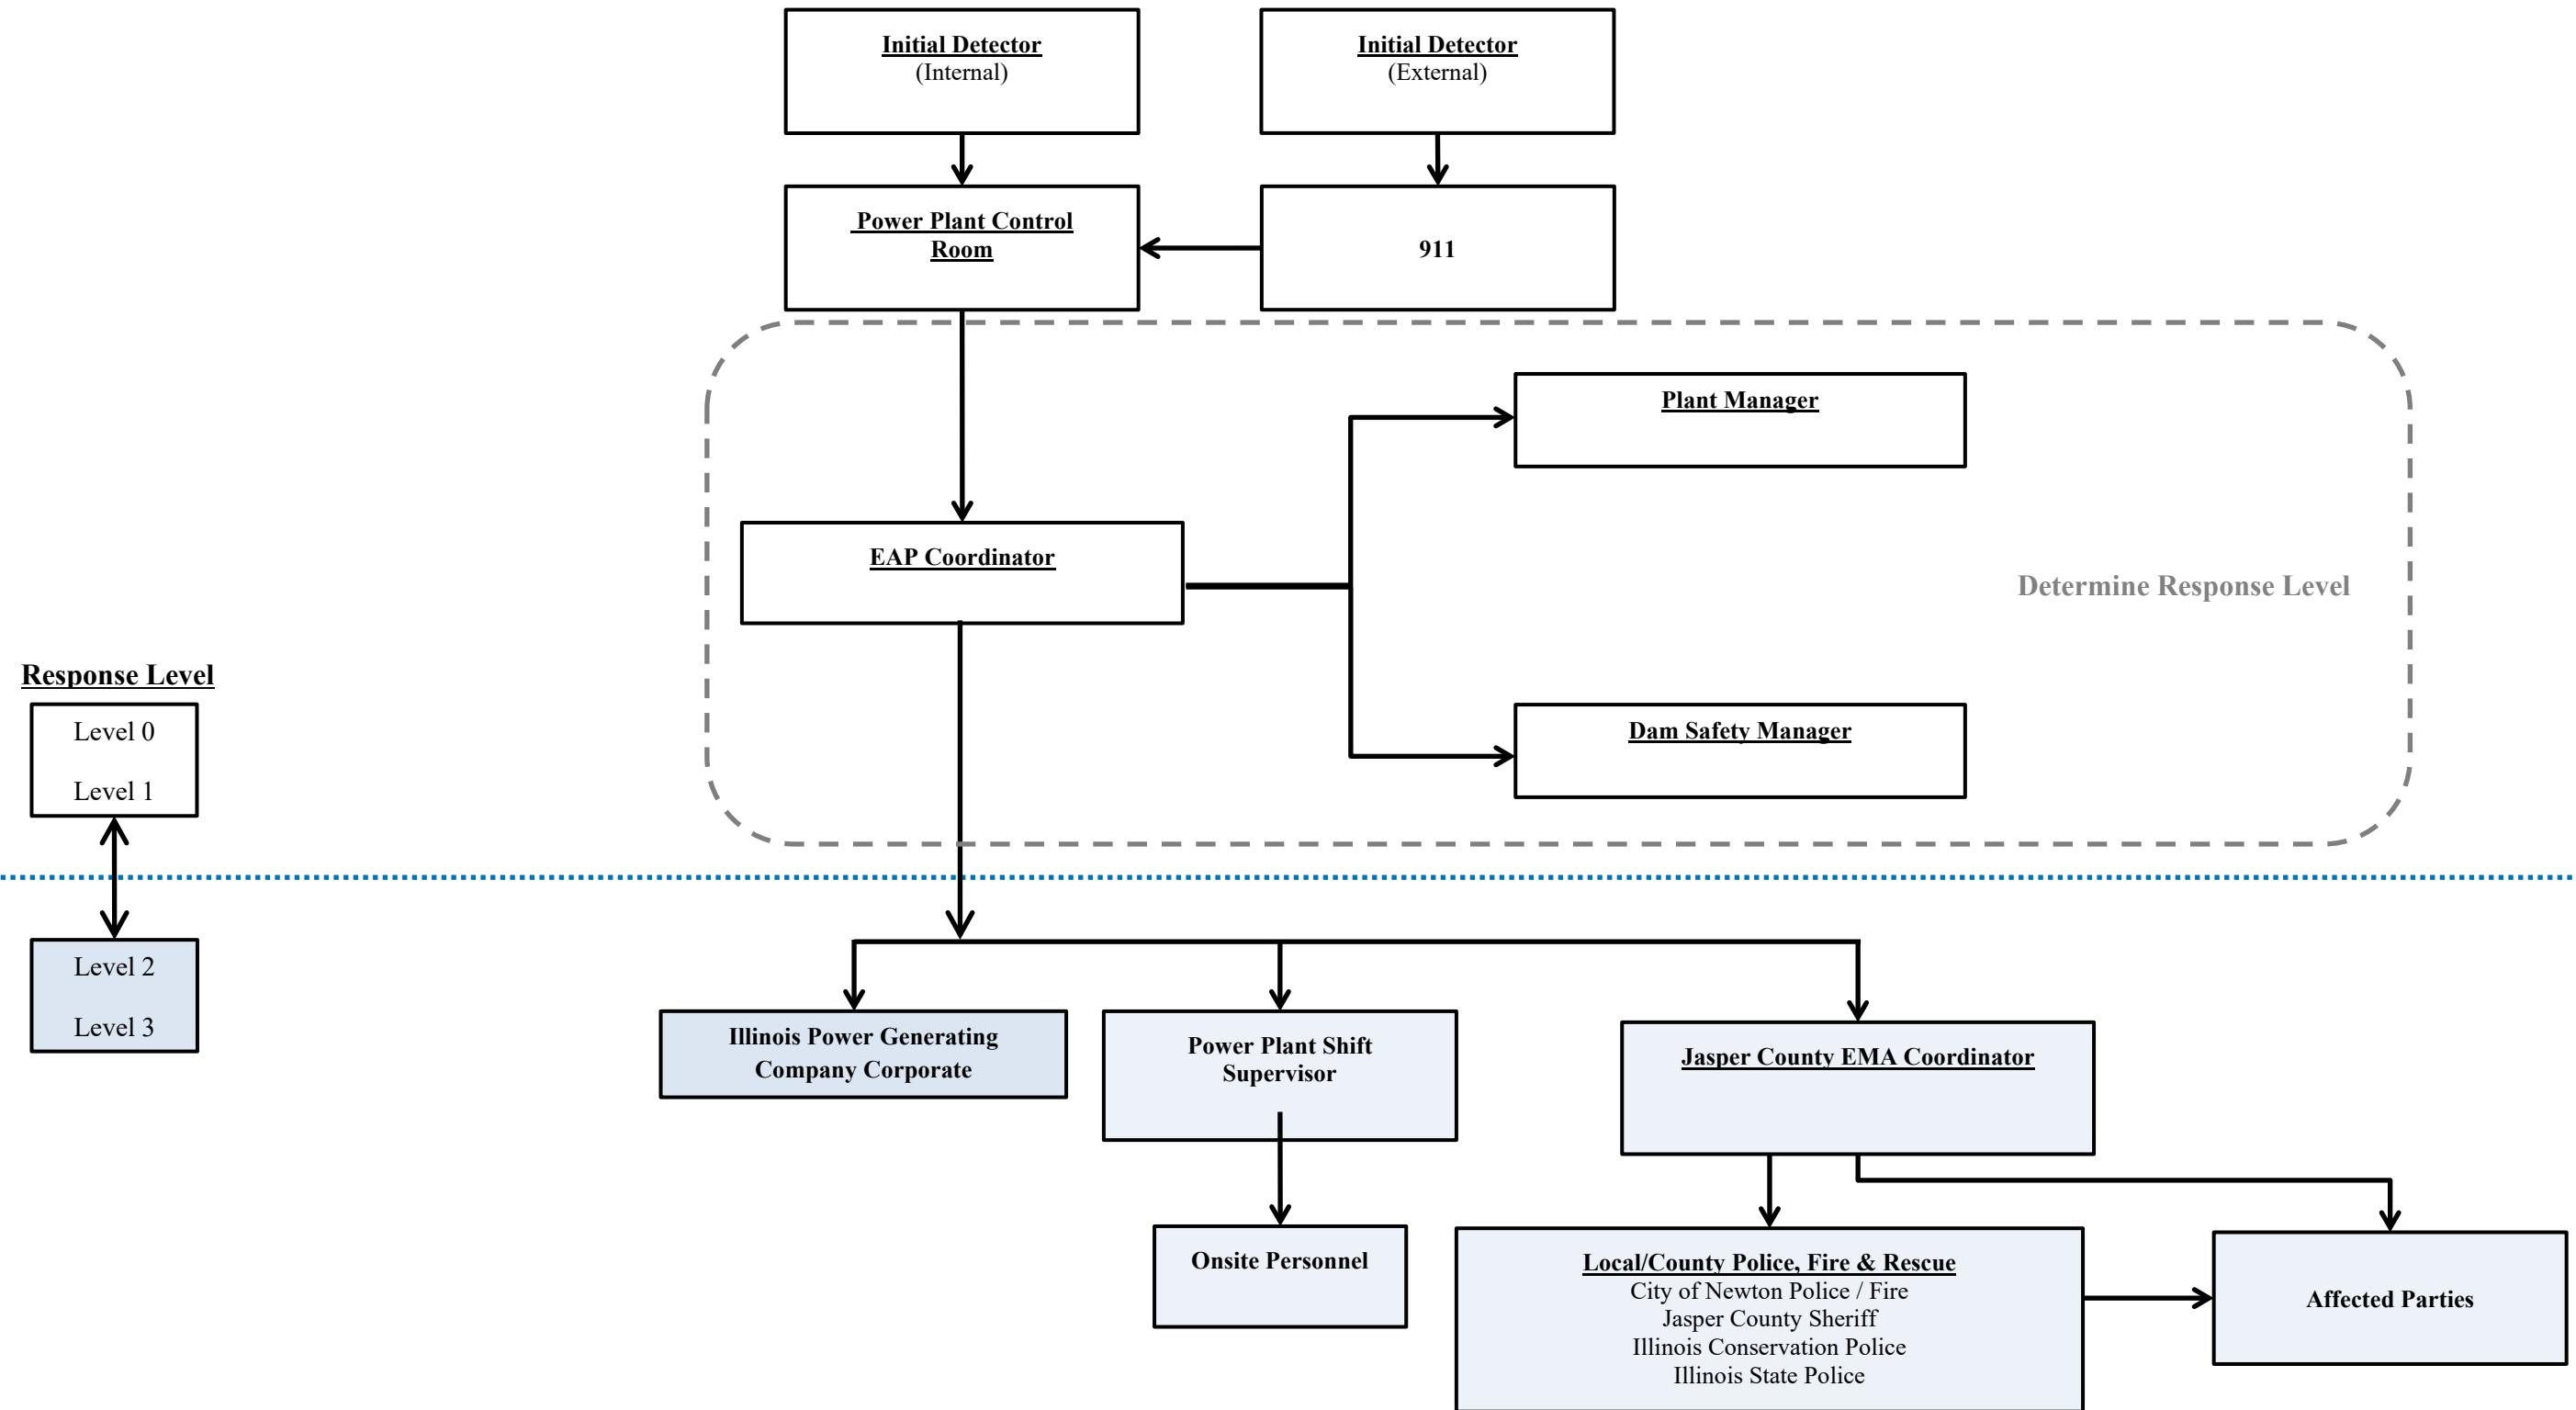 Initial Detector
(Internal)
Initial Detector
(External)
Power Plant Control
Room
911
Plant Manager
EAP Coordinator
Determine Response Level
Dam Safety Manager
Response Level
Level 0
Level 1
Level 2
Level 3
Illinois Power Generating
Company Corporate
Power Plant Shift
Supervisor
Jasper County EMA Coordinator
Onsite Personnel
Local/County Police, Fire & Rescue
City of Newton Police / Fire
Jasper County Sheriff
Illinois Conservation Police
Illinois State Police
Affected Parties